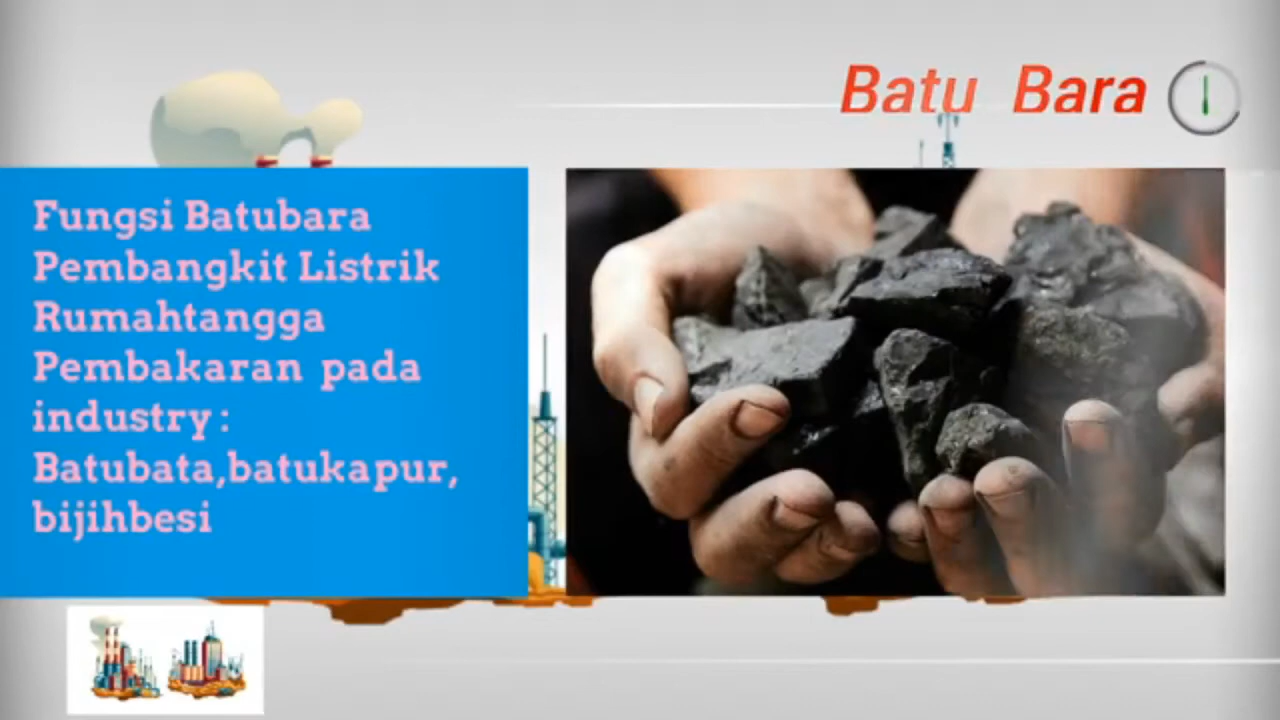 Batu Bara
Fungsi Batubara
Pembangkit Listrik
Rumahtangga
Pembakaran pada
industry :
Batubata,batukapur,
bijihbesi